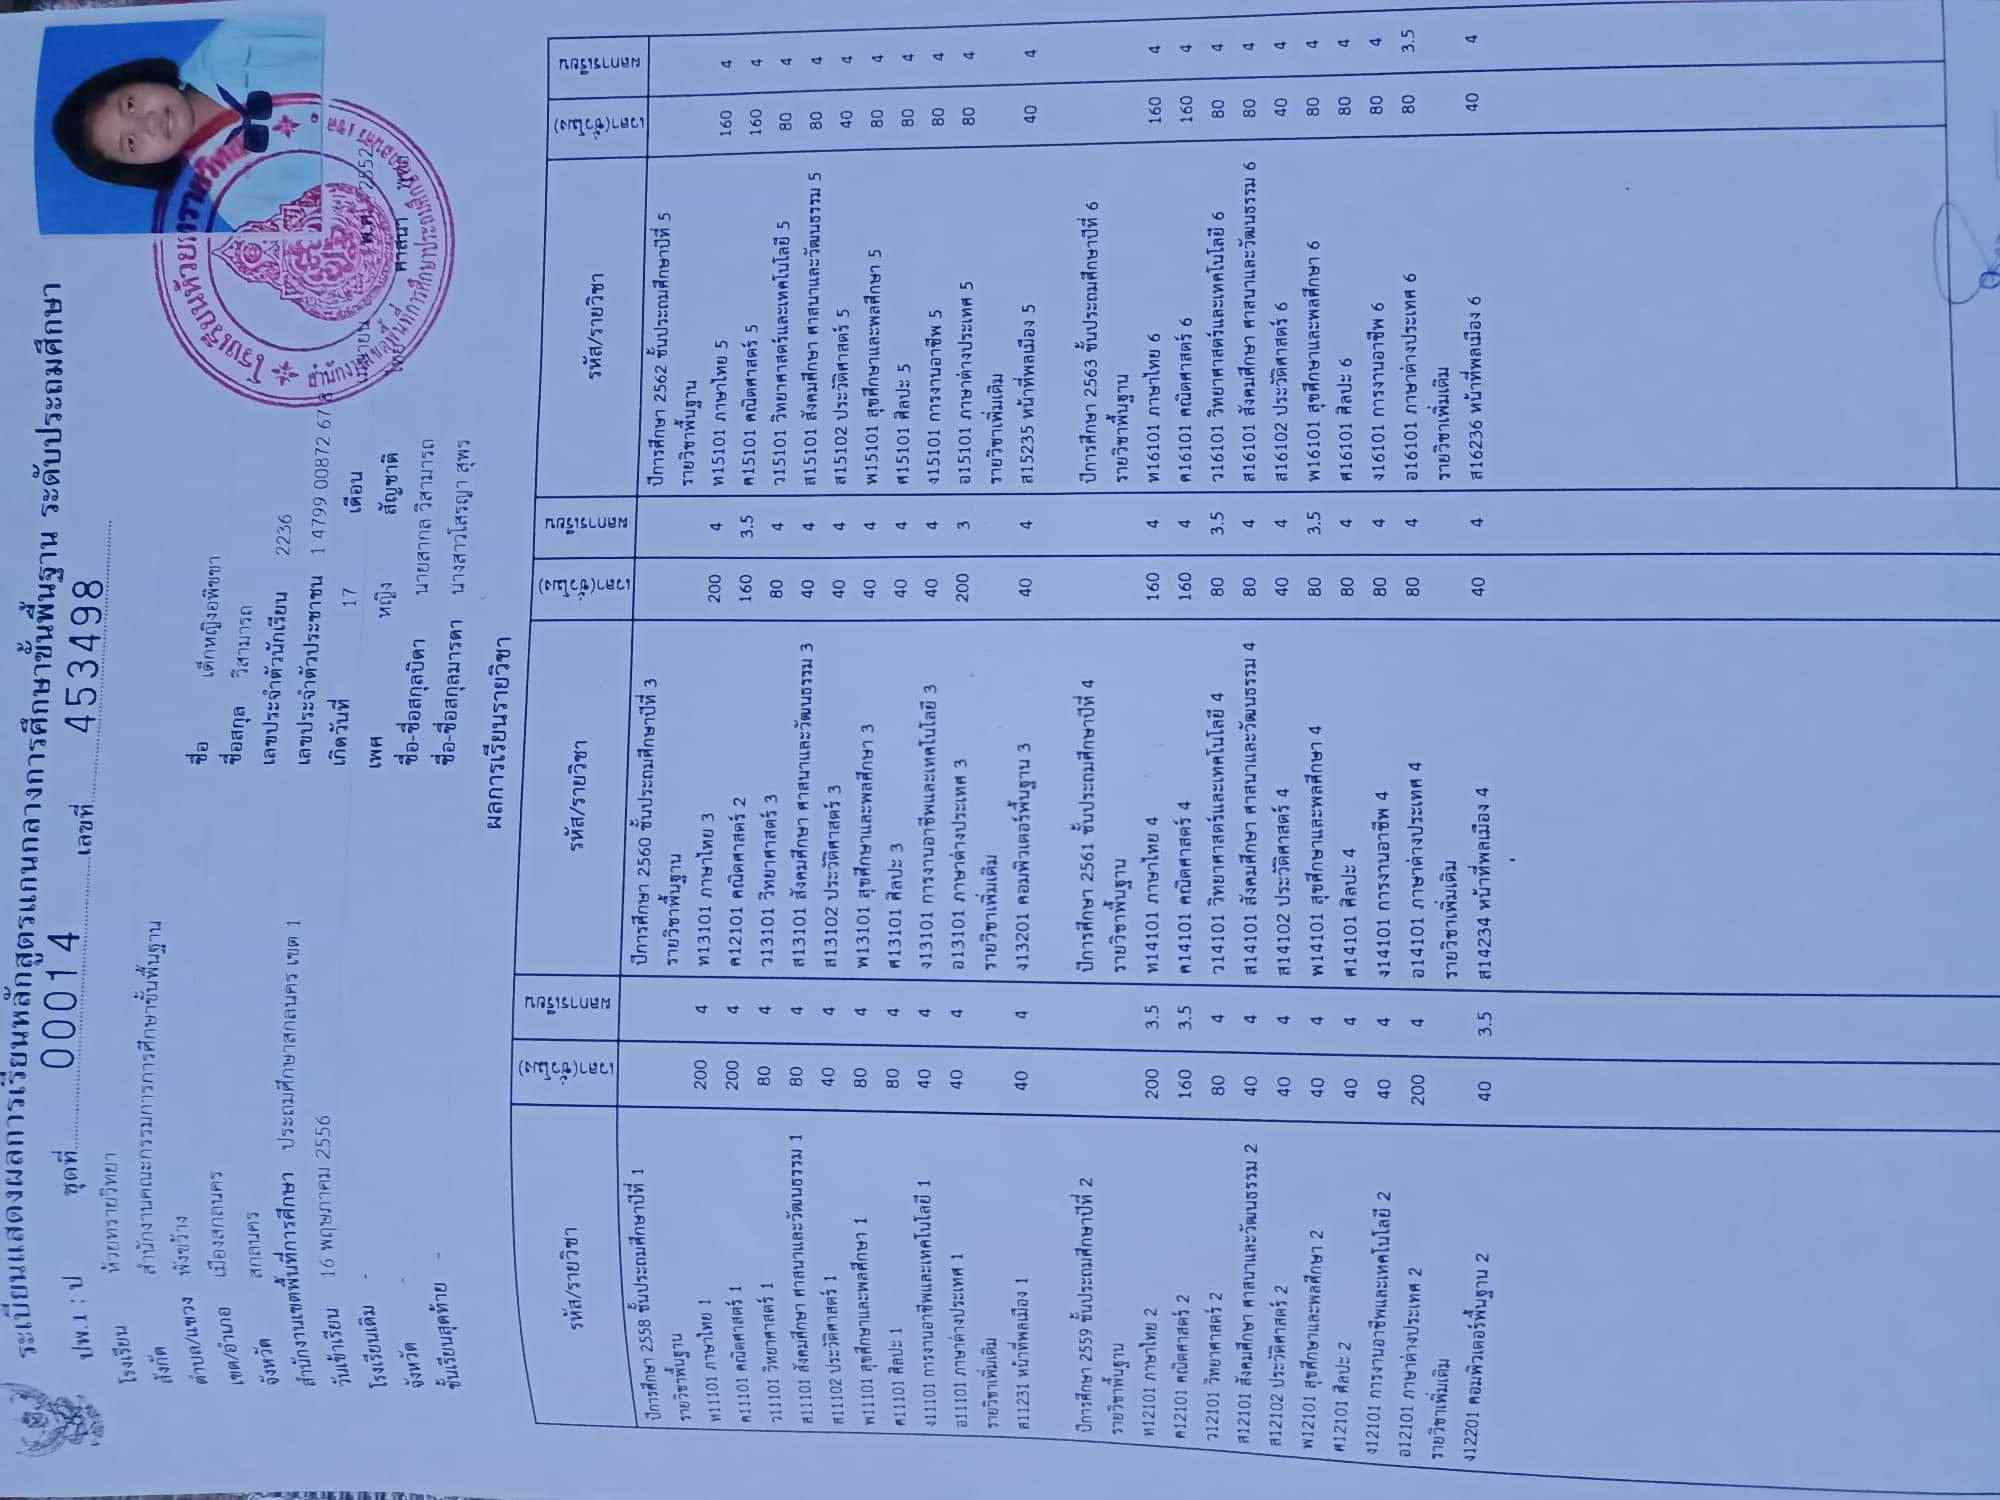 ระเบียนแสดงผลการเรียนหลักสูตรแกนกลางการศึกษาขั้นพื้นฐาน ระดับประถมศึกษา
ปพ.1 : ป ชุดที่ 00014 เลขที่ 453498
โรงเรียน ห้วยทรายวิทยา
สังกัด สำนักงานคณะกรรมการการศึกษาขั้นพื้นฐาน
ตำบล/แขวง พังขว้าง
เขต/อำเภอ เมืองสกลนคร
จังหวัด สกลนคร
สำนักงานเขตพื้นที่การศึกษา ประถมศึกษาสกลนคร เขต 1
วันเข้าเรียน 16 พฤษภาคม 2556
โรงเรียนเดิม -
จังหวัด -
ชั้นเรียนสุดท้าย -
ชื่อ เด็กหญิงอพิชขา
ชื่อสกุล วิสามารถ
เลขประจำตัวนักเรียน 2236
เลขประจำตัวประชาชน 1 4799 00872 67
เกิดวันที่ 17 เดือน เมษายน พ.ศ. 2552
เพศ หญิง สัญชาติ ไทย ศาสนา พุทธ
ชื่อ-ชื่อสกุลบิดา นายสากล วิสามารถ
ชื่อ-ชื่อสกุลมารดา นางสาวโสรญา สุพร
โรงเรียนห้วยทรายวิทยา
ผลการเรียนรายวิชา
รหัส/รายวิชา เวลา(ชั่วโมง) ผลการเรียน
ปีการศึกษา 2558 ชั้นประถมศึกษาปีที่ 1
รายวิชาพื้นฐาน
ท11101 ภาษาไทย 1 200 4
ค11101 คณิตศาสตร์ 1 200 4
ว11101 วิทยาศาสตร์ 1 80 4
ส11101 สังคมศึกษา ศาสนาและวัฒนธรรม 1 80 4
ส11102 ประวัติศาสตร์ 1 40 4
พ11101 สุขศึกษาและพลศึกษา 1 80 4
ศ11101 ศิลปะ 1 80 4
ง11101 การงานอาชีพและเทคโนโลยี 1 40 4
อ11101 ภาษาต่างประเทศ 1 40 4
รายวิชาเพิ่มเติม
ส11231 หน้าที่พลเมือง 1 40 4
ปีการศึกษา 2559 ชั้นประถมศึกษาปีที่ 2
รายวิชาพื้นฐาน
ท12101 ภาษาไทย 2 200 3.5
ค12101 คณิตศาสตร์ 2 160 3.5
ว12101 วิทยาศาสตร์ 2 80 4
ส12101 สังคมศึกษา ศาสนาและวัฒนธรรม 2 40 4
ส12102 ประวัติศาสตร์ 2 40 4
พ12101 สุขศึกษาและพลศึกษา 2 40 4
ศ12101 ศิลปะ 2 40 4
ง12101 การงานอาชีพและเทคโนโลยี 2 40 4
อ12101 ภาษาต่างประเทศ 2 200 4
รายวิชาเพิ่มเติม
ง12201 คอมพิวเตอร์พื้นฐาน 2 40 3.5
รหัส/รายวิชา เวลา(ชั่วโมง) ผลการเรียน
ปีการศึกษา 2560 ชั้นประถมศึกษาปีที่ 3
รายวิชาพื้นฐาน
ท13101 ภาษาไทย 3 200 4
ค12101 คณิตศาสตร์ 2 160 3.5
ว13101 วิทยาศาสตร์ 3 80 4
ส13101 สังคมศึกษา ศาสนาและวัฒนธรรม 3 40 4
ส13102 ประวัติศาสตร์ 3 40 4
พ13101 สุขศึกษาและพลศึกษา 3 40 4
ศ13101 ศิลปะ 3 40 4
ง13101 การงานอาชีพและเทคโนโลยี 3 40 4
อ13101 ภาษาต่างประเทศ 3 200 3
รายวิชาเพิ่มเติม
ง13201 คอมพิวเตอร์พื้นฐาน 3 40 4
ปีการศึกษา 2561 ชั้นประถมศึกษาปีที่ 4
รายวิชาพื้นฐาน
ท14101 ภาษาไทย 4 160 4
ค14101 คณิตศาสตร์ 4 160 4
ว14101 วิทยาศาสตร์และเทคโนโลยี 4 80 3.5
ส14101 สังคมศึกษา ศาสนาและวัฒนธรรม 4 80 4
ส14102 ประวัติศาสตร์ 4 40 4
พ14101 สุขศึกษาและพลศึกษา 4 80 3.5
ศ14101 ศิลปะ 4 80 4
ง14101 การงานอาชีพ 4 80 4
อ14101 ภาษาต่างประเทศ 4 80 4
รายวิชาเพิ่มเติม
ส14234 หน้าที่พลเมือง 4 40 4
รหัส/รายวิชา เวลา(ชั่วโมง) ผลการเรียน
ปีการศึกษา 2562 ชั้นประถมศึกษาปีที่ 5
รายวิชาพื้นฐาน
ท15101 ภาษาไทย 5 160 4
ค15101 คณิตศาสตร์ 5 160 4
ว15101 วิทยาศาสตร์และเทคโนโลยี 5 80 4
ส15101 สังคมศึกษา ศาสนาและวัฒนธรรม 5 80 4
ส15102 ประวัติศาสตร์ 5 40 4
พ15101 สุขศึกษาและพลศึกษา 5 80 4
ศ15101 ศิลปะ 5 80 4
ง15101 การงานอาชีพ 5 80 4
อ15101 ภาษาต่างประเทศ 5 80 4
รายวิชาเพิ่มเติม
ส15235 หน้าที่พลเมือง 5 40 4
ปีการศึกษา 2563 ชั้นประถมศึกษาปีที่ 6
รายวิชาพื้นฐาน
ท16101 ภาษาไทย 6 160 4
ค16101 คณิตศาสตร์ 6 160 4
ว16101 วิทยาศาสตร์และเทคโนโลยี 6 80 4
ส16101 สังคมศึกษา ศาสนาและวัฒนธรรม 6 80 4
ส16102 ประวัติศาสตร์ 6 40 4
พ16101 สุขศึกษาและพลศึกษา 6 80 4
ศ16101 ศิลปะ 6 80 4
ง16101 การงานอาชีพ 6 80 4
อ16101 ภาษาต่างประเทศ 6 80 3.5
รายวิชาเพิ่มเติม
ส16236 หน้าที่พลเมือง 6 40 4